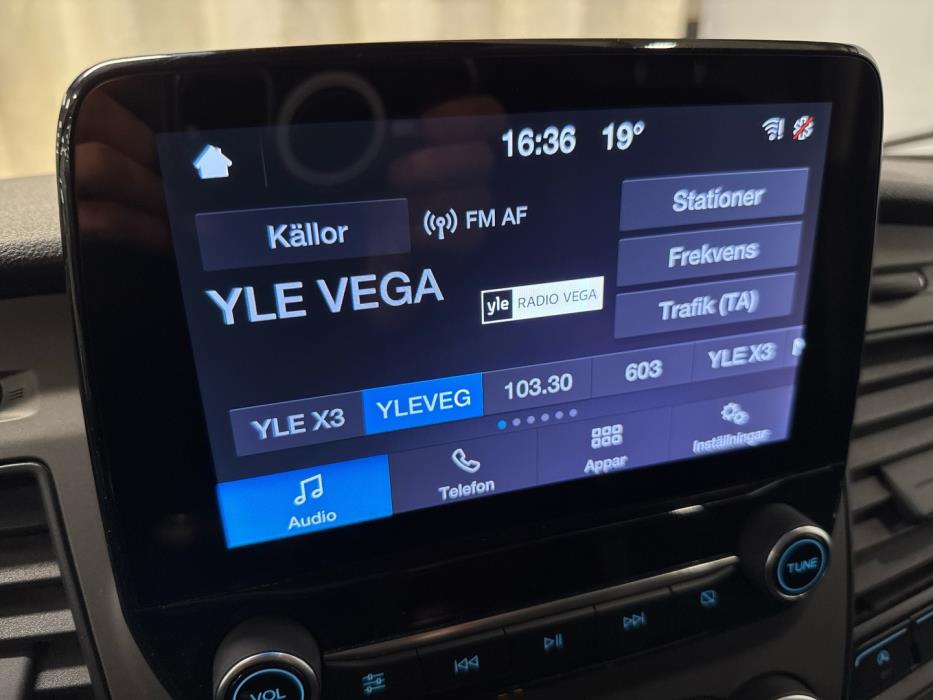 16:36 19°
Källor
FM AF
Stationer
Frekvens
Trafik (TA)
YLE VEGA
yle RADIO VEGA
YLE X3 YLEVEG 103.30 603 YLE X3
Audio Telefon Appar Inställningar
VOL
TUNE